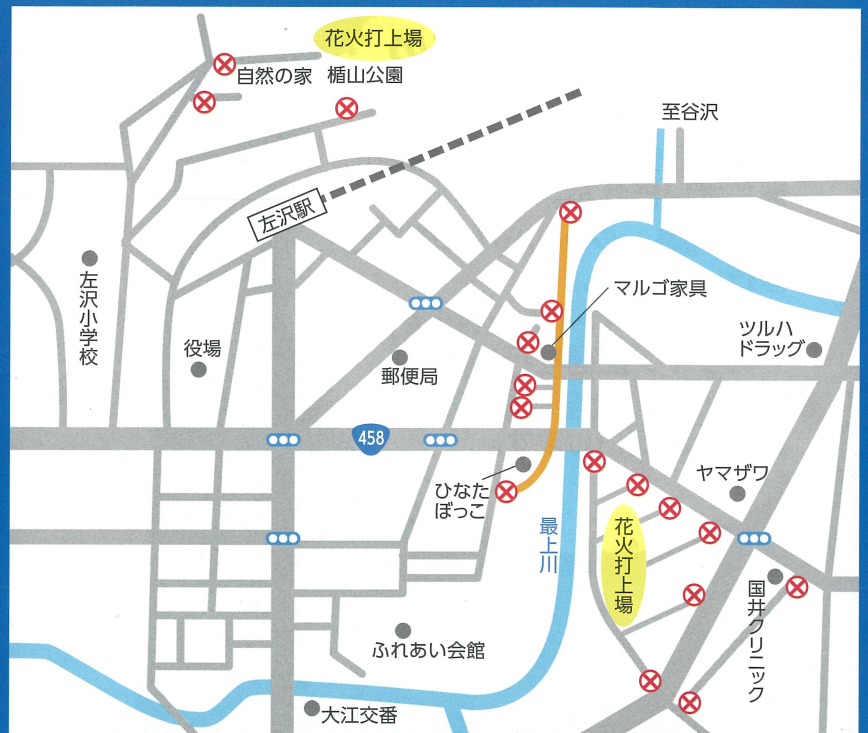 花火打上場
自然の家
楯山公園
至谷沢
左沢駅
左沢小学校
マルゴ家具
ツルハ
ドラッグ
役場
郵便局
458
ヤマザワ
ひなた
ぼっこ
最上川
花火打上場
国井クリニック
ふれあい会館
大江交番